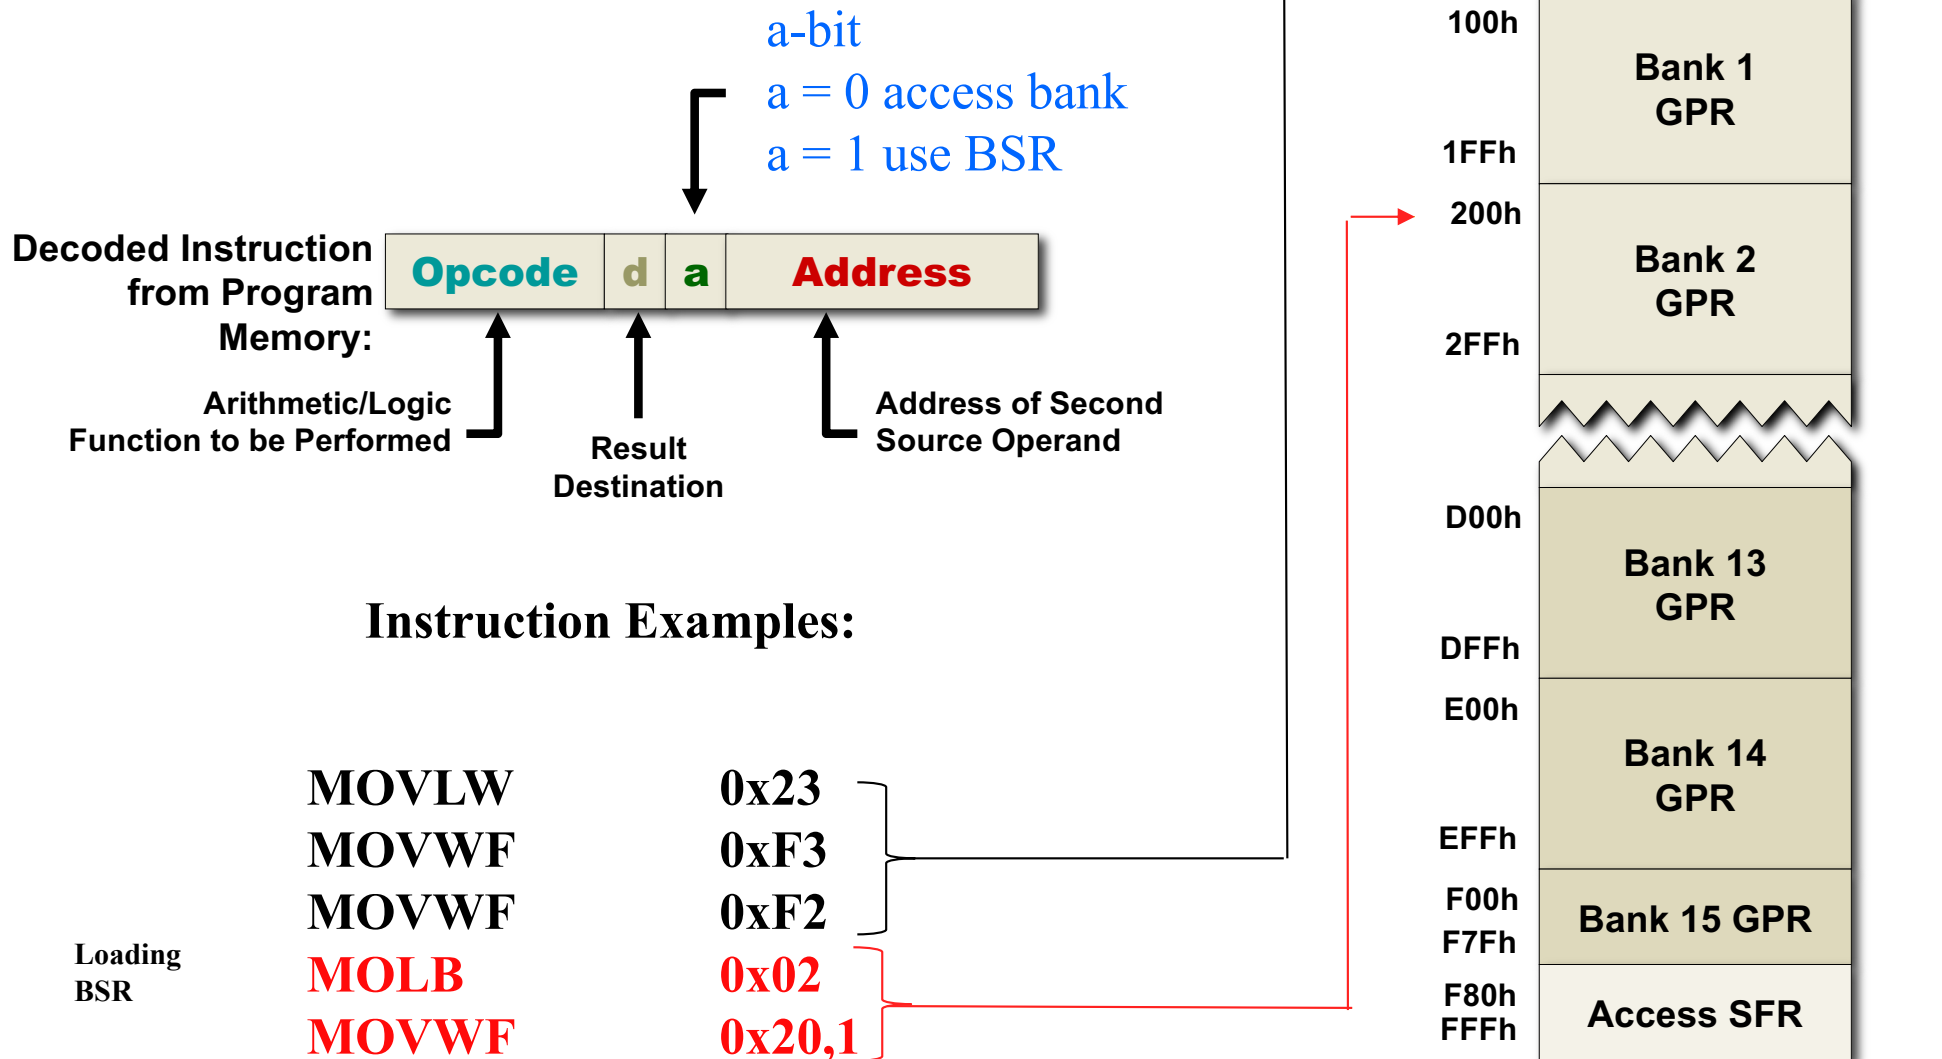 a-bit
a = 0 access bank
a = 1 use BSR
Decoded Instruction
from Program
Memory:
Opcode d a Address
Arithmetic/Logic
Function to be Performed
Result
Destination
Address of Second
Source Operand
Instruction Examples:
MOVLW 0x23
MOVWF 0xF3
MOVWF 0xF2
Loading
BSR
MOLB 0x02
MOVWF 0x20,1
100h
Bank 1
GPR
1FFh
200h
Bank 2
GPR
2FFh
D00h
Bank 13
GPR
DFFh
E00h
Bank 14
GPR
EFFh
F00h
Bank 15 GPR
F7Fh
F80h
Access SFR
FFFh